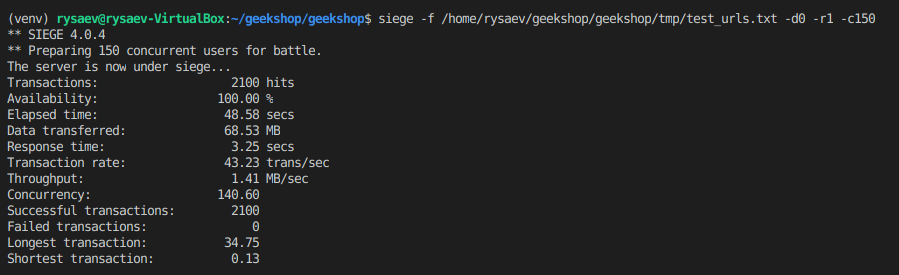 (venv) rysaev@rysaev-VirtualBox:~/geekshop/geekshop$ siege -f /home/rysaev/geekshop/geekshop/tmp/test_urls.txt -d0 -r1 -c150
** SIEGE 4.0.4
** Preparing 150 concurrent users for battle.
The server is now under siege...
Transactions: 2100 hits
Availability: 100.00 %
Elapsed time: 48.58 secs
Data transferred: 68.53 MB
Response time: 3.25 secs
Transaction rate: 43.23 trans/sec
Throughput: 1.41 MB/sec
Concurrency: 140.60
Successful transactions: 2100
Failed transactions: 0
Longest transaction: 34.75
Shortest transaction: 0.13